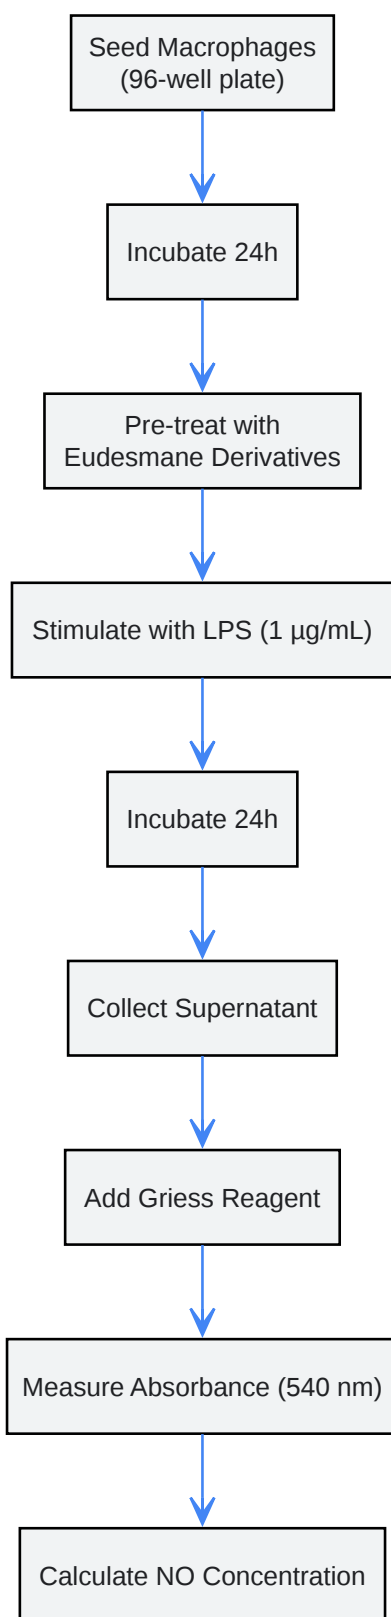 Seed Macrophages
(96-well plate)
Incubate 24h
Pre-treat with
Eudesmane Derivatives
Stimulate with LPS (1 µg/mL)
Incubate 24h
Collect Supernatant
Add Griess Reagent
Measure Absorbance (540 nm)
Calculate NO Concentration